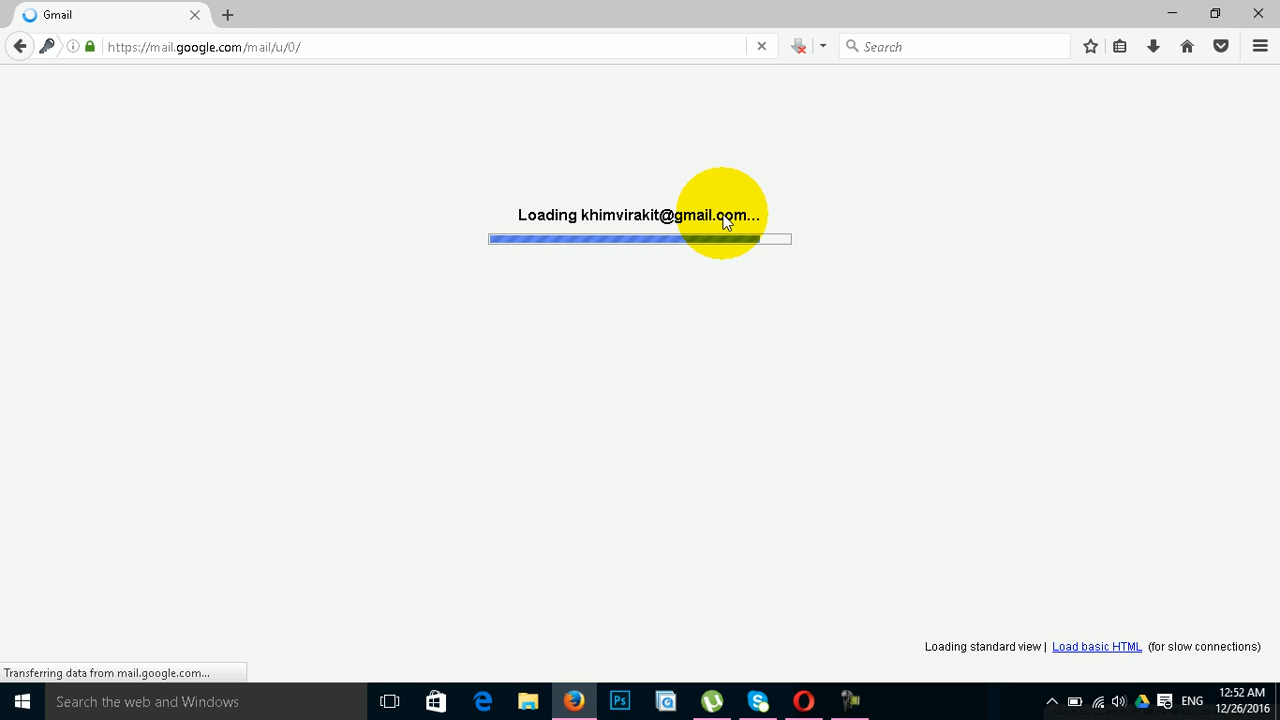 Gmail
https://mail.google.com/mail/u/0/
Search
Loading khimvirakit@gmail.com...
Loading standard view | Load basic HTML (for slow connections)
Transferring data from mail.google.com...
Search the web and Windows
Ps
ENG
12:52 AM
12/26/2016